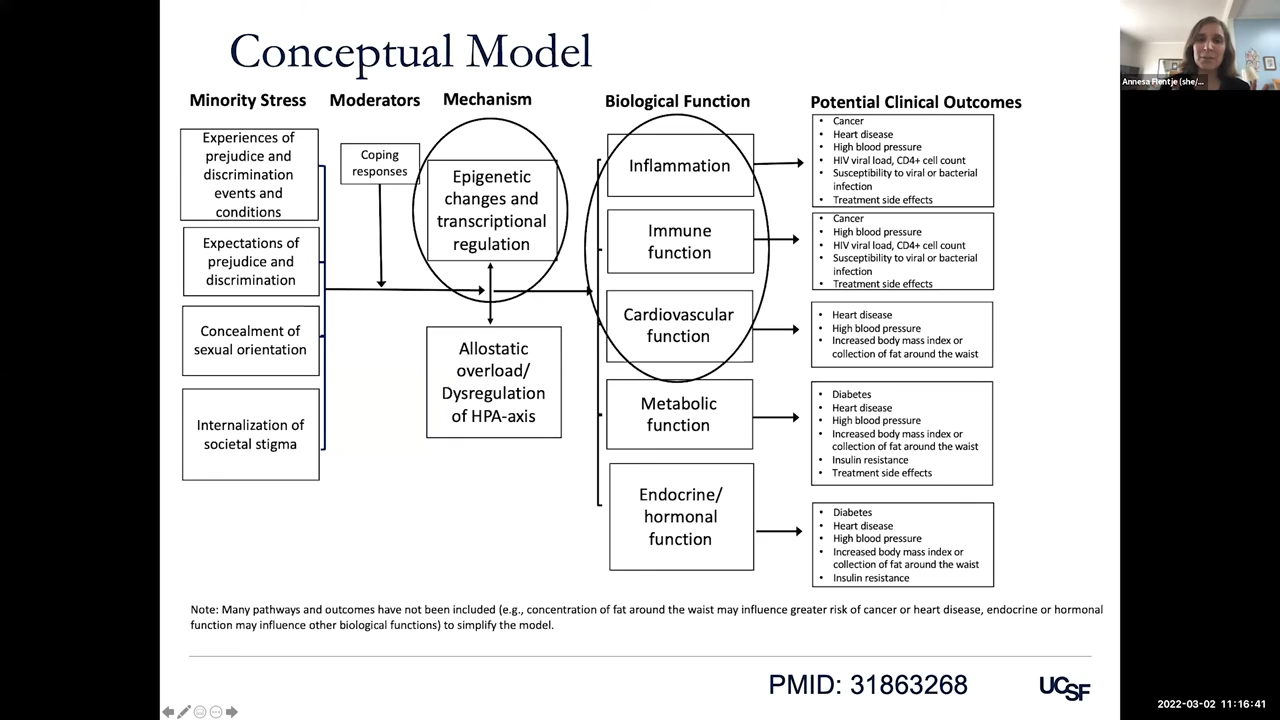 Conceptual Model
Minority Stress
Moderators
Mechanism
Biological Function
Potential Clinical Outcomes
Experiences of
prejudice and
discrimination
events and
conditions
Expectations of
prejudice and
discrimination
Concealment of
sexual orientation
Internalization of
societal stigma
Coping
responses
Epigenetic
changes and
transcriptional
regulation
Allostatic
overload/
Dysregulation
of HPA-axis
Inflammation
Immune
function
Cardiovascular
function
Metabolic
function
Endocrine/
hormonal
function
• Cancer
• Heart disease
• High blood pressure
• HIV viral load, CD4+ cell count
• Susceptibility to viral or bacterial
infection
• Treatment side effects
• Cancer
• High blood pressure
• HIV viral load, CD4+ cell count
• Susceptibility to viral or bacterial
infection
• Treatment side effects
• Heart disease
• High blood pressure
• Increased body mass index or
collection of fat around the waist
• Diabetes
• Heart disease
• High blood pressure
• Increased body mass index or
collection of fat around the waist
• Insulin resistance
• Treatment side effects
• Diabetes
• Heart disease
• High blood pressure
• Increased body mass index or
collection of fat around the waist
• Insulin resistance
Note: Many pathways and outcomes have not been included (e.g., concentration of fat around the waist may influence greater risk of cancer or heart disease, endocrine or hormonal
function may influence other biological functions) to simplify the model.
PMID: 31863268
UCSF
Annesa Flentje (she/...
2022-03-02 11:16:41